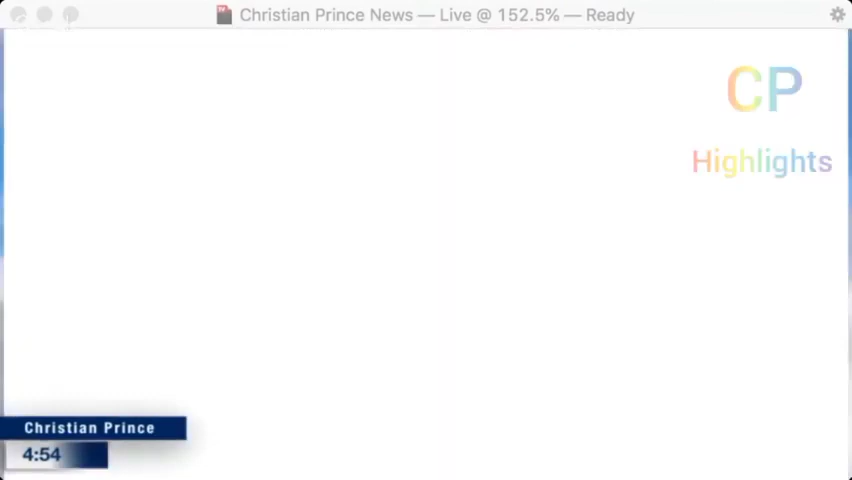 Christian Prince News — Live @ 152.5% — Ready
CP
Highlights
Christian Prince
4:54